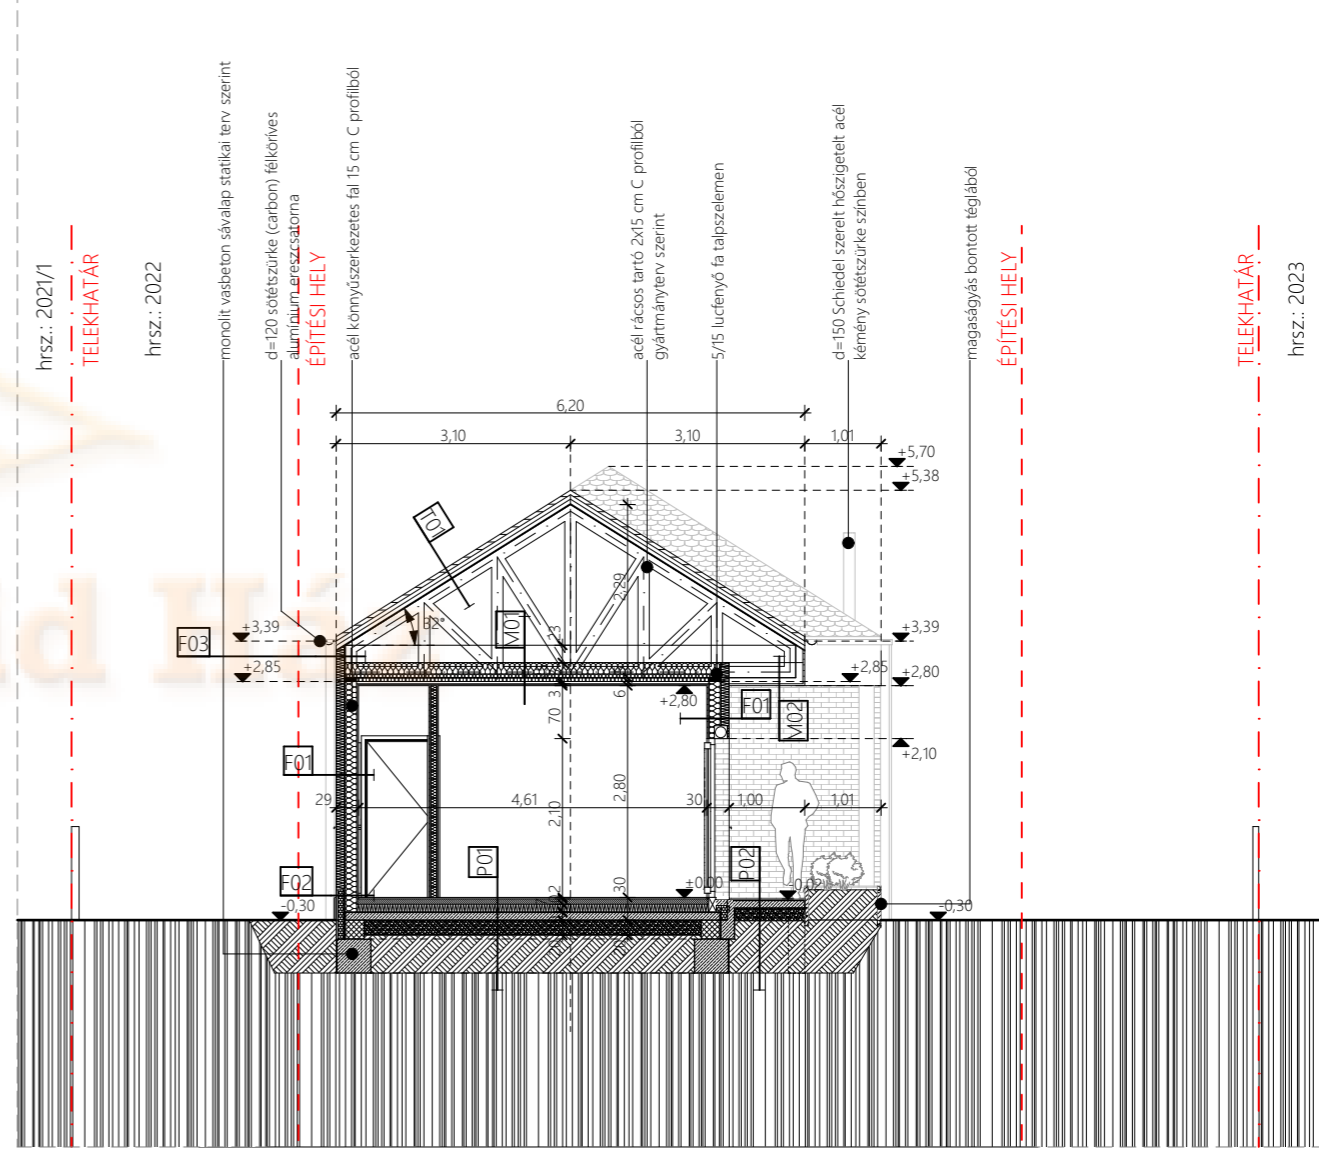 hrsz.: 2021/1
TELEKHATÁR
hrsz.: 2022
monolit vasbeton sávalap statikai terv szerint
d=120 sötétszürke (carbon) félköríves
alumínium ereszcsatorna
ÉPÍTÉSI HELY
acél könnyűszerkezetes fal 15 cm C profilból
acél rácsos tartó 2x15 cm C profilból
gyártmányterv szerint
5/15 lucfenyő fa talpszelemen
d=150 Schiedel szerelt hőszigetelt acél
kémény sötétszürke színben
magaságyás bontott téglából
ÉPÍTÉSI HELY
TELEKHATÁR
hrsz.: 2023
6,20
3,10
3,10
1,01
+5,70
+5,38
T01
2,29
32°
M01
+3,39
+3,39
F03
+2,85
+2,85
+2,80
3
6
+2,80
F01
M02
70
+2,10
F01
29
4,61
2,10
2,80
30
1,00
1,01
P01
P02
F02
30
±0,00
-0,02
-0,30
-0,30
ld Ház